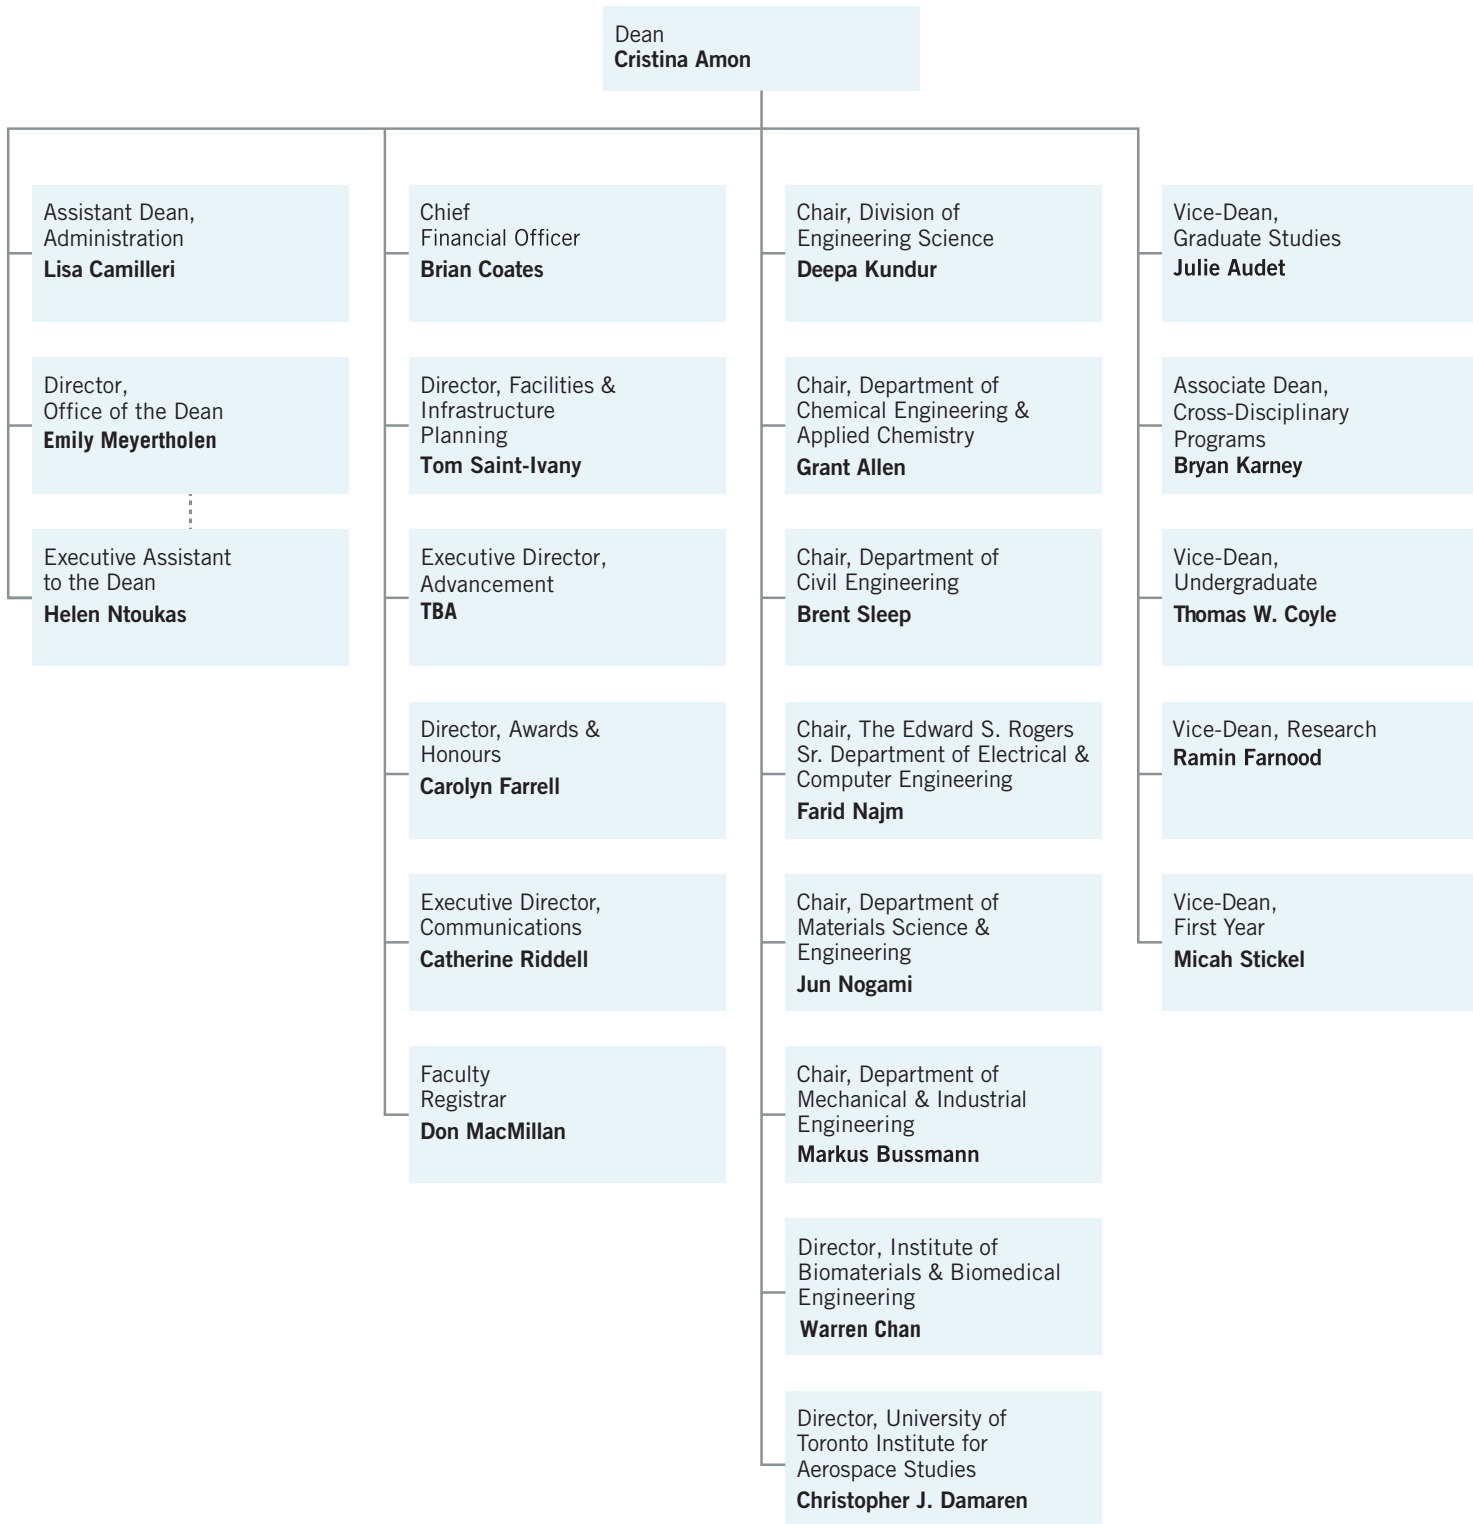 Dean
Cristina Amon
Assistant Dean,
Administration
Lisa Camilleri
Director,
Office of the Dean
Emily Meyertholen
Executive Assistant
to the Dean
Helen Ntoukas
Chief
Financial Officer
Brian Coates
Director, Facilities &
Infrastructure
Planning
Tom Saint-Ivany
Executive Director,
Advancement
TBA
Director, Awards &
Honours
Carolyn Farrell
Executive Director,
Communications
Catherine Riddell
Faculty
Registrar
Don MacMillan
Chair, Division of
Engineering Science
Deepa Kundur
Chair, Department of
Chemical Engineering &
Applied Chemistry
Grant Allen
Chair, Department of
Civil Engineering
Brent Sleep
Chair, The Edward S. Rogers
Sr. Department of Electrical &
Computer Engineering
Farid Najm
Chair, Department of
Materials Science &
Engineering
Jun Nogami
Chair, Department of
Mechanical & Industrial
Engineering
Markus Bussmann
Director, Institute of
Biomaterials & Biomedical
Engineering
Warren Chan
Director, University of
Toronto Institute for
Aerospace Studies
Christopher J. Damaren
Vice-Dean,
Graduate Studies
Julie Audet
Associate Dean,
Cross-Disciplinary
Programs
Bryan Karney
Vice-Dean,
Undergraduate
Thomas W. Coyle
Vice-Dean, Research
Ramin Farnood
Vice-Dean,
First Year
Micah Stickel